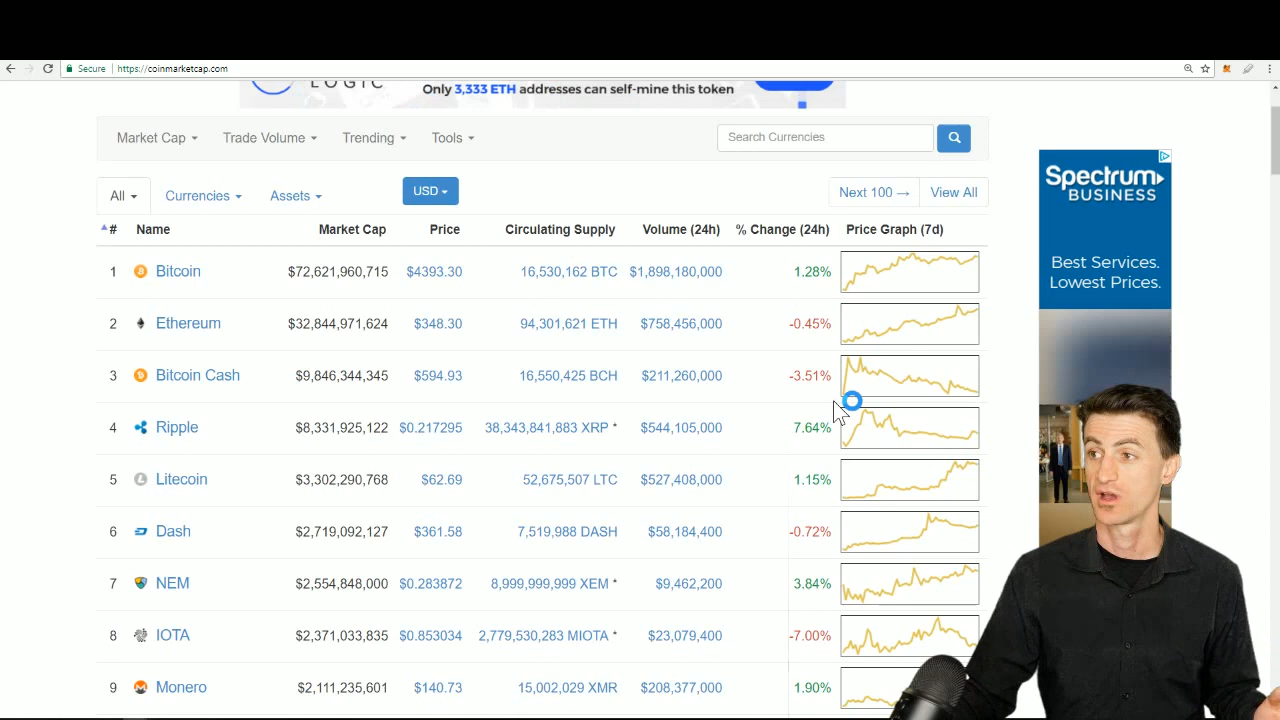 Secure https://coinmarketcap.com
LOGIC
Only 3,333 ETH addresses can self-mine this token
Market Cap Trade Volume Trending Tools Search Currencies
All Currencies Assets USD Next 100 → View All
# Name Market Cap Price Circulating Supply Volume (24h) % Change (24h) Price Graph (7d)
1 Bitcoin $72,621,960,715 $4393.30 16,530,162 BTC $1,898,180,000 1.28%
2 Ethereum $32,844,971,624 $348.30 94,301,621 ETH $758,456,000 -0.45%
3 Bitcoin Cash $9,846,344,345 $594.93 16,550,425 BCH $211,260,000 -3.51%
4 Ripple $8,331,925,122 $0.217295 38,343,841,883 XRP * $544,105,000 7.64%
5 Litecoin $3,302,290,768 $62.69 52,675,507 LTC $527,408,000 1.15%
6 Dash $2,719,092,127 $361.58 7,519,988 DASH $58,184,400 -0.72%
7 NEM $2,554,848,000 $0.283872 8,999,999,999 XEM * $9,462,200 3.84%
8 IOTA $2,371,033,835 $0.853034 2,779,530,283 MIOTA * $23,079,400 -7.00%
9 Monero $2,111,235,601 $140.73 15,002,029 XMR $208,377,000 1.90%
Spectrum
BUSINESS
Best Services.
Lowest Prices.